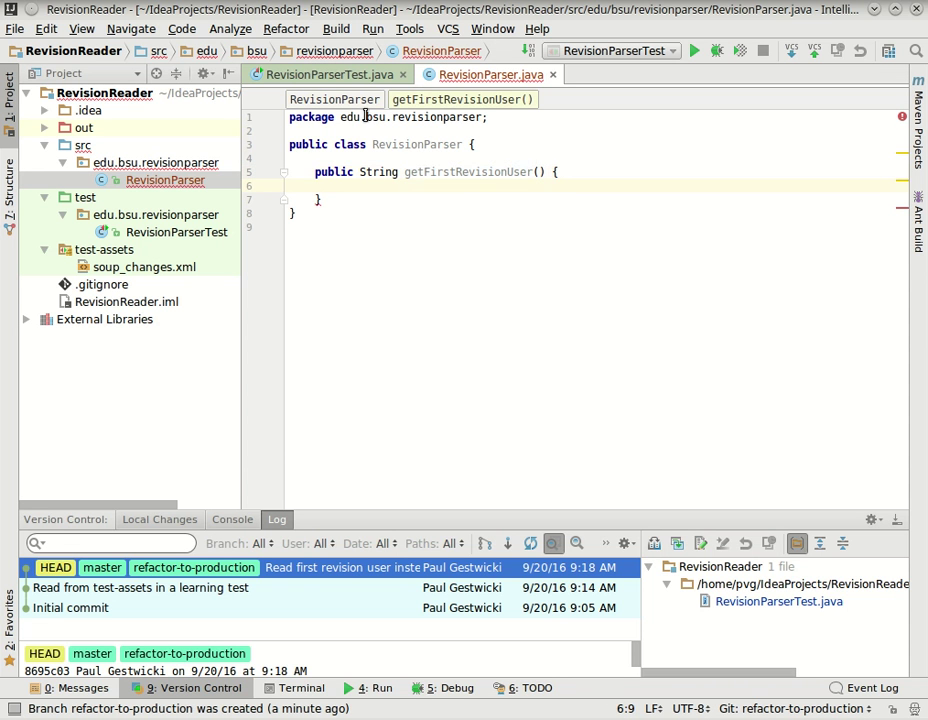 RevisionReader - [~/IdeaProjects/RevisionReader] - [RevisionReader] - ~/IdeaProjects/RevisionReader/src/edu/bsu/revisionparser/RevisionParser.java - Intelli...
File Edit View Navigate Code Analyze Refactor Build Run Tools VCS Window Help
RevisionReader src edu bsu revisionparser RevisionParser RevisionParserTest
Project RevisionParserTest.java RevisionParser.java
RevisionParser getFirstRevisionUser()
1: Project
7: Structure
2: Favorites
Maven Projects
Ant Build
RevisionReader ~/IdeaProjects/
.idea
out
src
edu.bsu.revisionparser
RevisionParser
test
edu.bsu.revisionparser
RevisionParserTest
test-assets
soup_changes.xml
.gitignore
RevisionReader.iml
External Libraries
1 package edu.bsu.revisionparser;
2
3 public class RevisionParser {
4
5 public String getFirstRevisionUser() {
6
7 }
8 }
9
Version Control: Local Changes Console Log
Branch: All User: All Date: All Paths: All
HEAD master refactor-to-production Read first revision user inste Paul Gestwicki 9/20/16 9:18 AM
Read from test-assets in a learning test Paul Gestwicki 9/20/16 9:14 AM
Initial commit Paul Gestwicki 9/20/16 9:05 AM
HEAD master refactor-to-production
8695c03 Paul Gestwicki on 9/20/16 at 9:18 AM
RevisionReader 1 file
/home/pvg/IdeaProjects/RevisionReade
RevisionParserTest.java
0: Messages 9: Version Control Terminal 4: Run 5: Debug 6: TODO Event Log
Branch refactor-to-production was created (a minute ago) 6:9 LF UTF-8 Git: refactor-to-production